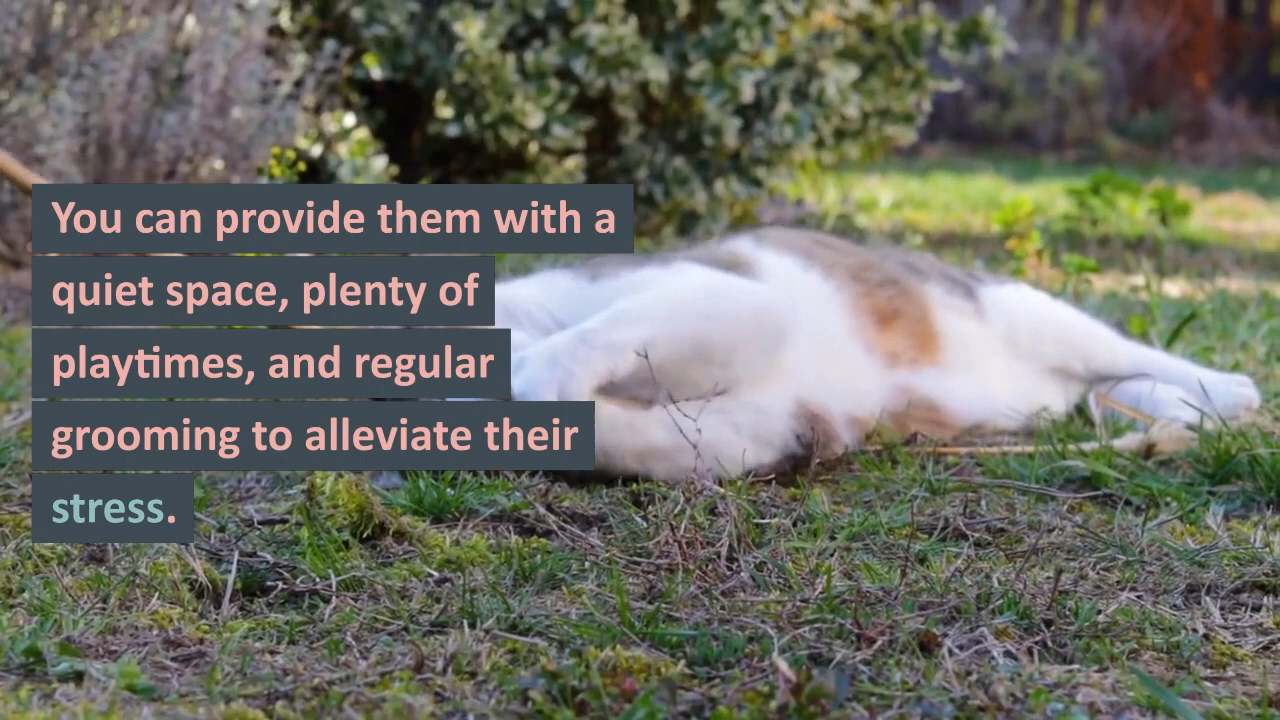 You can provide them with a
quiet space, plenty of
playtimes, and regular
grooming to alleviate their
stress.